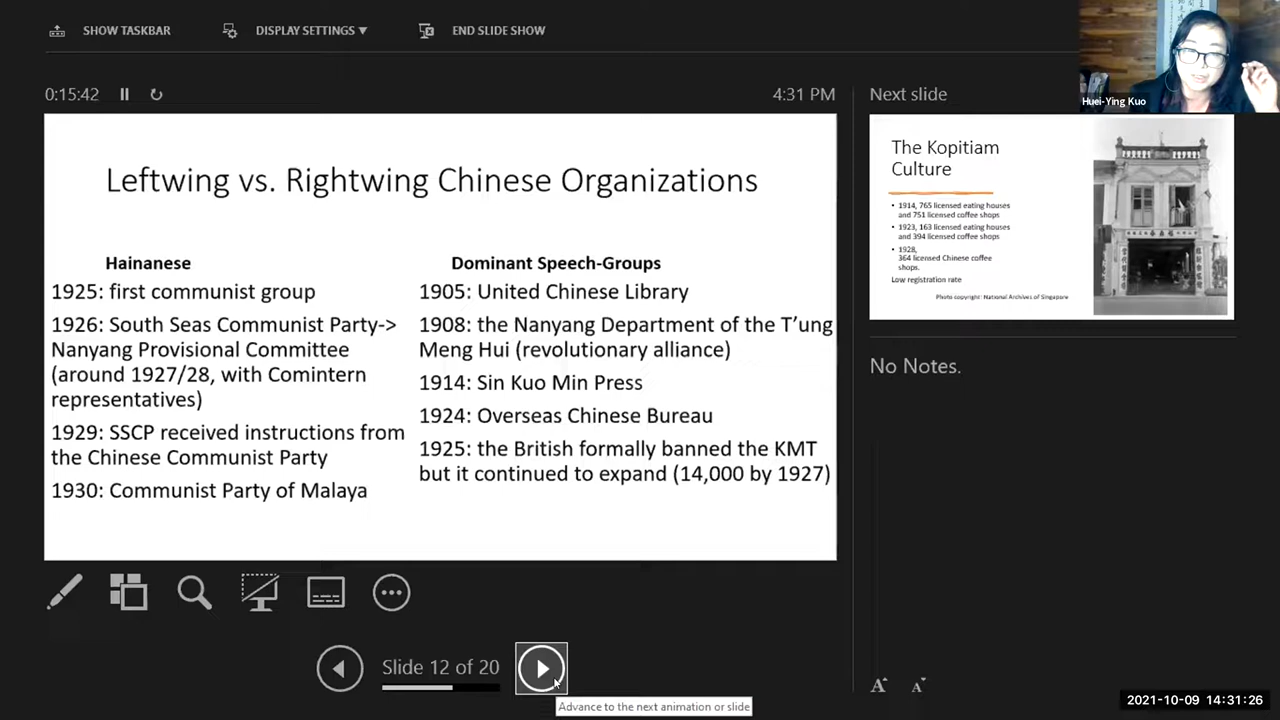 SHOW TASKBAR
DISPLAY SETTINGS ▼
END SLIDE SHOW
Huei-Ying Kuo
0:15:42
4:31 PM
Next slide
Leftwing vs. Rightwing Chinese Organizations
Hainanese
1925: first communist group
1926: South Seas Communist Party->
Nanyang Provisional Committee
(around 1927/28, with Comintern
representatives)
1929: SSCP received instructions from
the Chinese Communist Party
1930: Communist Party of Malaya
Dominant Speech-Groups
1905: United Chinese Library
1908: the Nanyang Department of the T’ung
Meng Hui (revolutionary alliance)
1914: Sin Kuo Min Press
1924: Overseas Chinese Bureau
1925: the British formally banned the KMT
but it continued to expand (14,000 by 1927)
The Kopitiam
Culture
• 1914, 765 licensed eating houses
and 751 licensed coffee shops
• 1923, 163 licensed eating houses
and 394 licensed coffee shops
• 1928,
364 licensed Chinese coffee
shops.
Low registration rate
Photo copyright: National Archives of Singapore
No Notes.
Slide 12 of 20
Advance to the next animation or slide
A A
2021-10-09 14:31:26